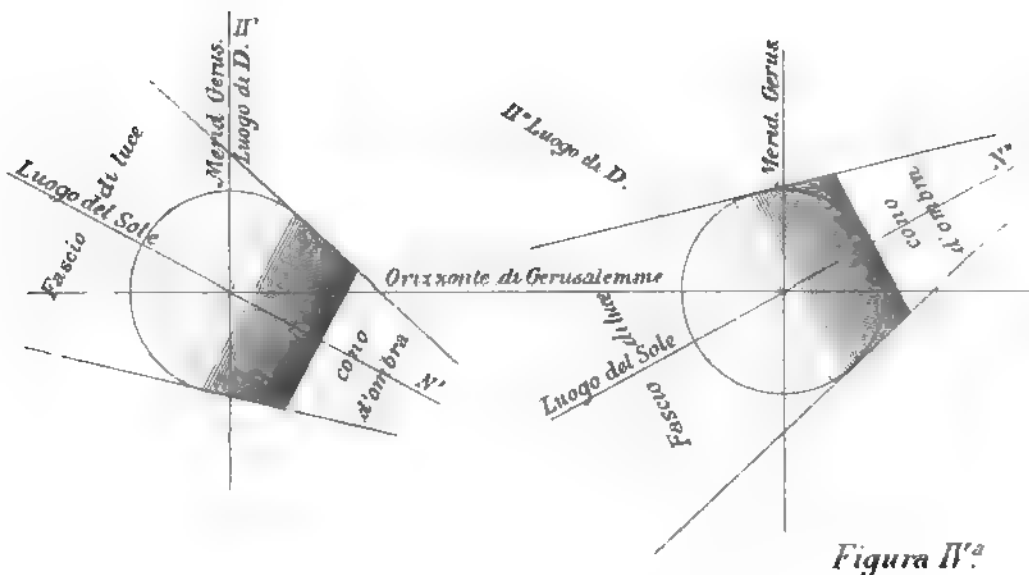 Merid. Gerus.
Luogo di D.
II'
Fascio di luce
Luogo del Sole
cono
d'ombra
N'
Orizzonte di Gerusalemme
II" Luogo di D.
Merid. Gerus
N"
cono
d'ombra
Luogo del Sole
Fascio di luce
Figura IV.ª